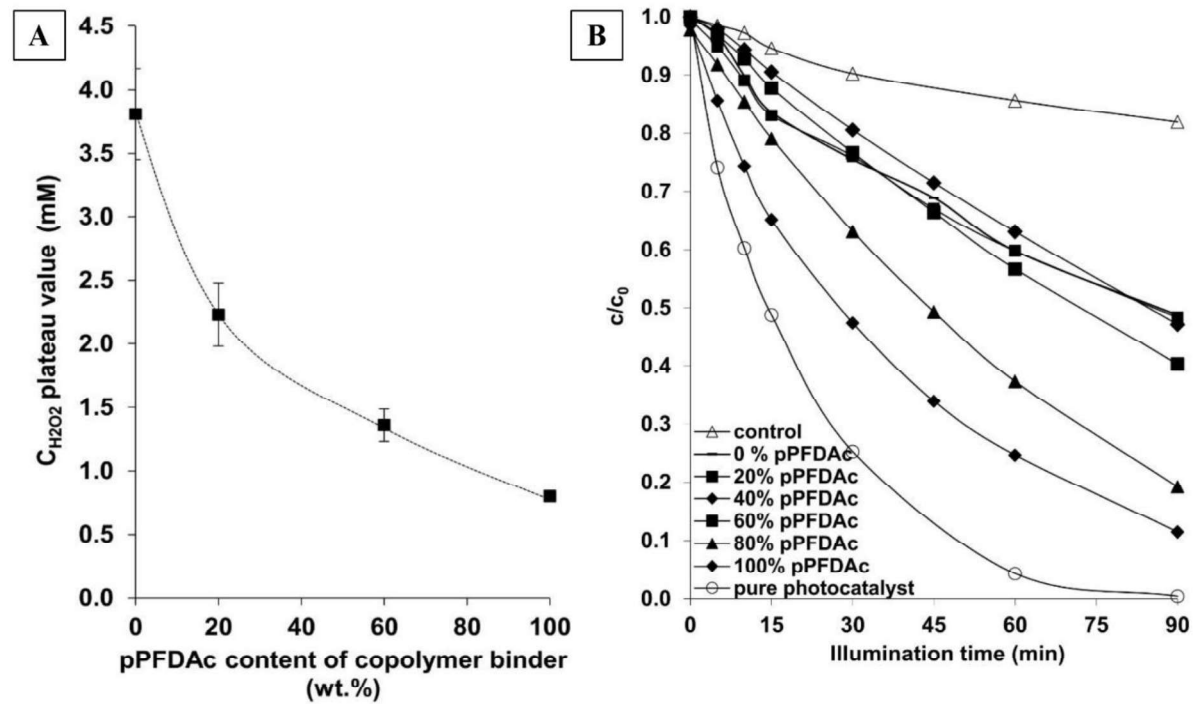 A
C_H2O2 plateau value (mM)
4.5
4.0
3.5
3.0
2.5
2.0
1.5
1.0
0.5
0.0
0 20 40 60 80 100
pPFDAc content of copolymer binder
(wt.%)
B
c/c0
1.0
0.9
0.8
0.7
0.6
0.5
0.4
0.3
0.2
0.1
0.0
control
0 % pPFDAc
20% pPFDAc
40% pPFDAc
60% pPFDAc
80% pPFDAc
100% pPFDAc
pure photocatalyst
0 15 30 45 60 75 90
Illumination time (min)